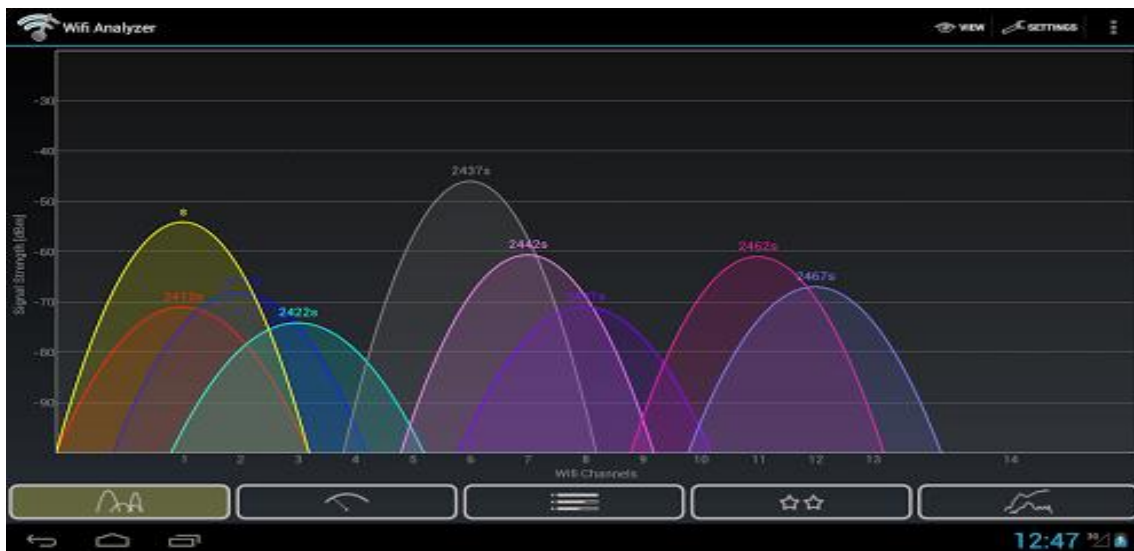 Wifi Analyzer
VIEW
SETTINGS
Signal Strength [dBm]
-30
-40
-50
-60
-70
-80
-90
2437s
s
2442s
2462s
2467s
2412s
2422s
1 2 3 4 5 6 7 8 9 10 11 12 13 14
Wifi Channels
12:47
3G